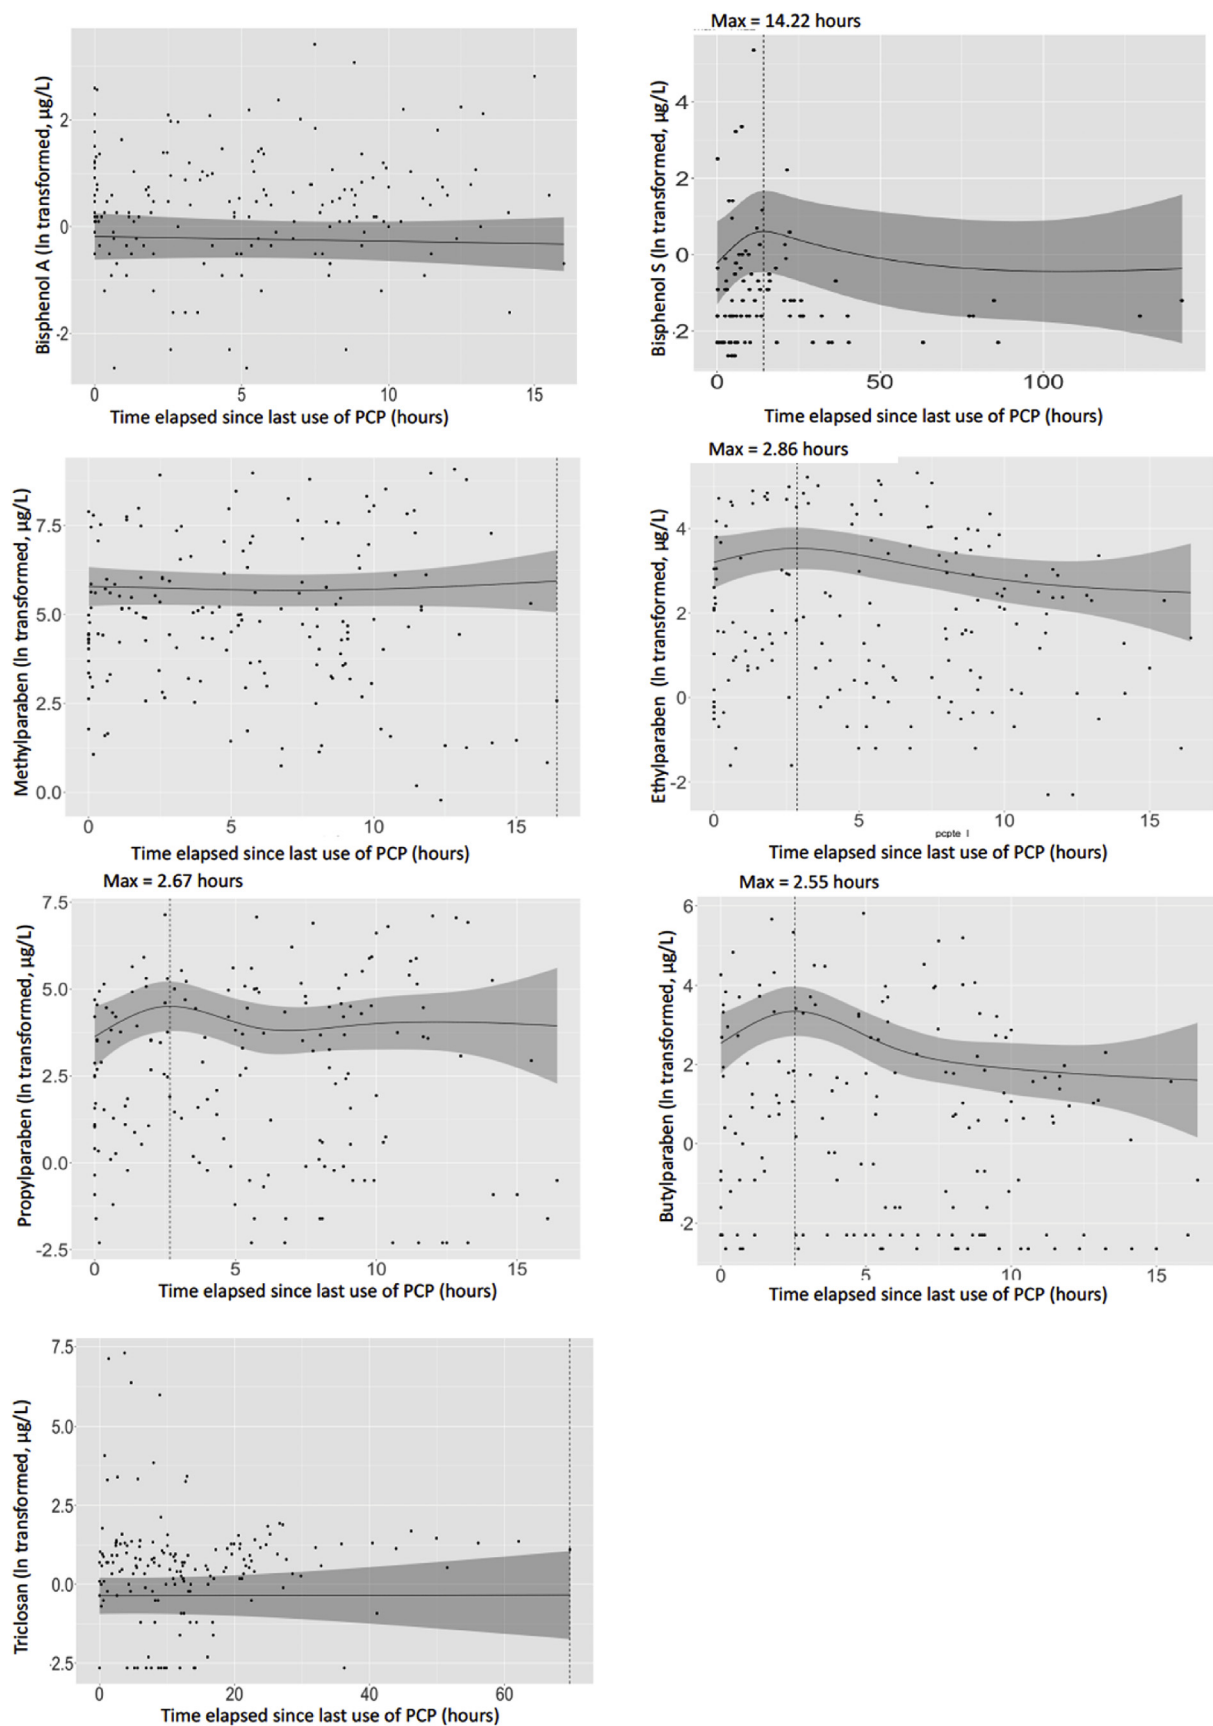 Max = 14.22 hours
Bisphenol A (ln transformed, µg/L)
2
0
-2
0 5 10 15
Time elapsed since last use of PCP (hours)
Bisphenol S (ln transformed, µg/L)
4
2
0
-2
0 50 100
Time elapsed since last use of PCP (hours)
Methylparaben (ln transformed, µg/L)
7.5
5.0
2.5
0.0
0 5 10 15
Time elapsed since last use of PCP (hours)
Max = 2.86 hours
Ethylparaben (ln transformed, µg/L)
4
2
0
-2
0 5 10 15
pcpte_l
Time elapsed since last use of PCP (hours)
Max = 2.67 hours
Propylparaben (ln transformed, µg/L)
7.5
5.0
2.5
0.0
-2.5
0 5 10 15
Time elapsed since last use of PCP (hours)
Max = 2.55 hours
Butylparaben (ln transformed, µg/L)
6
4
2
0
-2
0 5 10 15
Time elapsed since last use of PCP (hours)
Triclosan (ln transformed, µg/L)
7.5
5.0
2.5
0.0
-2.5
0 20 40 60
Time elapsed since last use of PCP (hours)